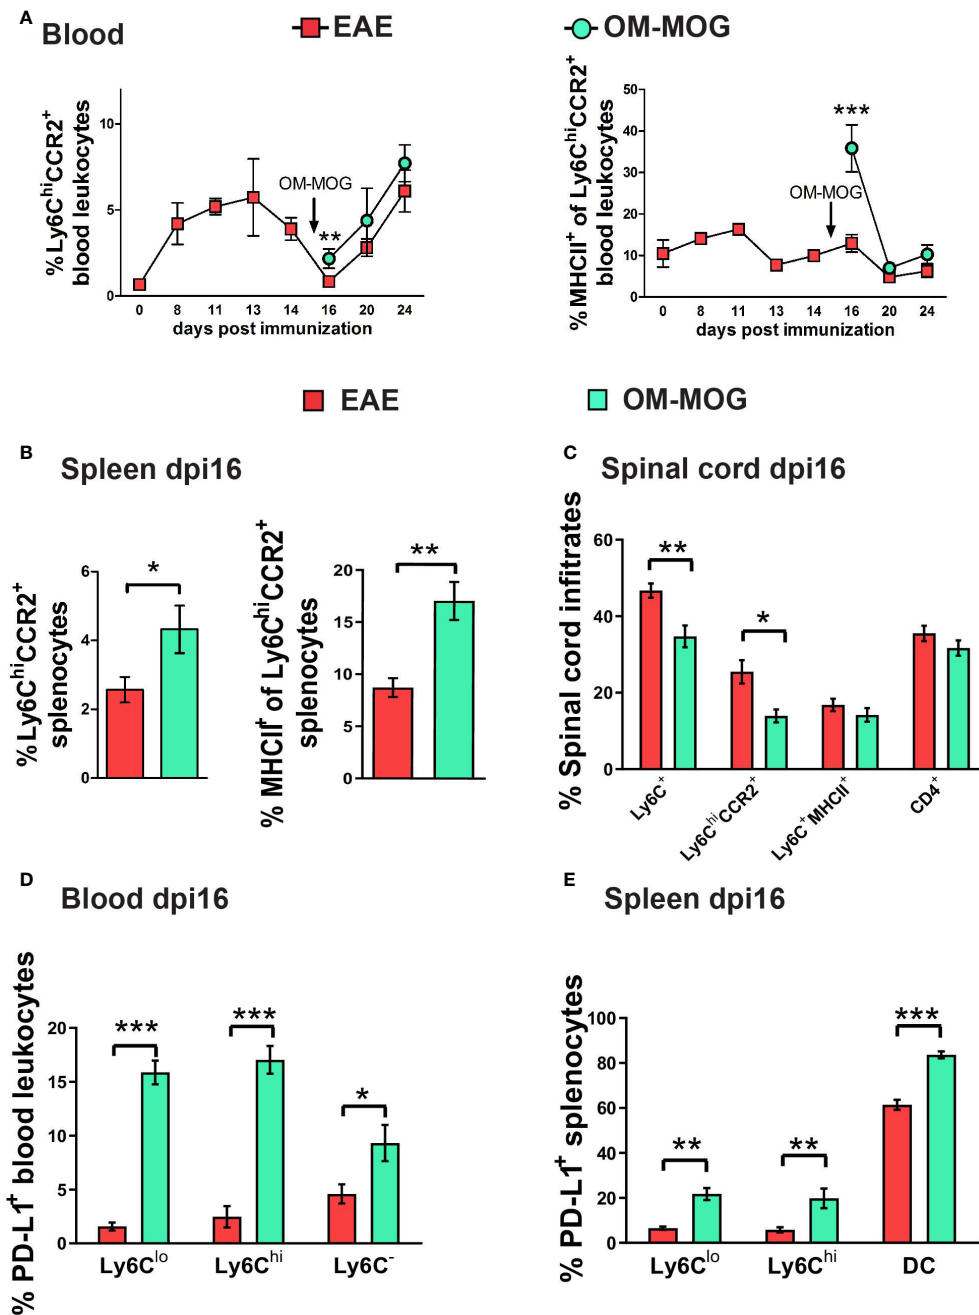 A
Blood
EAE
OM-MOG
% Ly6ChiCCR2+
blood leukocytes
10
5
0
OM-MOG
**
0 8 11 13 14 16 20 24
days post immunization
% MHCII+ of Ly6ChiCCR2+
blood leukocytes
50
40
30
20
10
0
***
OM-MOG
0 8 11 13 14 16 20 24
days post immunization
EAE
OM-MOG
B
Spleen dpi16
% Ly6ChiCCR2+
splenocytes
6
4
2
0
*
% MHCII+ of Ly6ChiCCR2+
splenocytes
20
15
10
5
0
**
C
Spinal cord dpi16
% Spinal cord infitrates
60
40
20
0
**
*
Ly6C+
Ly6ChiCCR2+
Ly6C+MHCII+
CD4+
D
Blood dpi16
% PD-L1+ blood leukocytes
20
15
10
5
0
***
***
*
Ly6Clo
Ly6Chi
Ly6C-
E
Spleen dpi16
% PD-L1+ splenocytes
100
80
60
40
20
0
**
**
***
Ly6Clo
Ly6Chi
DC